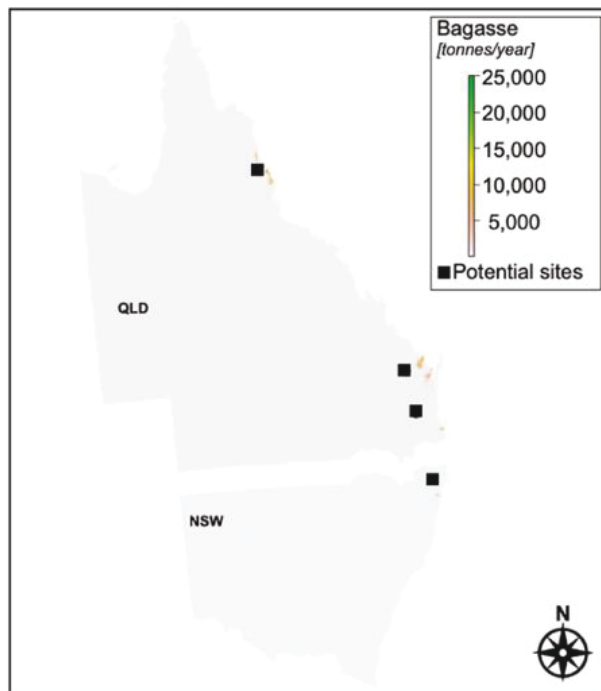 Bagasse
[tonnes/year]
25,000
20,000
15,000
10,000
5,000
Potential sites
QLD
NSW
N